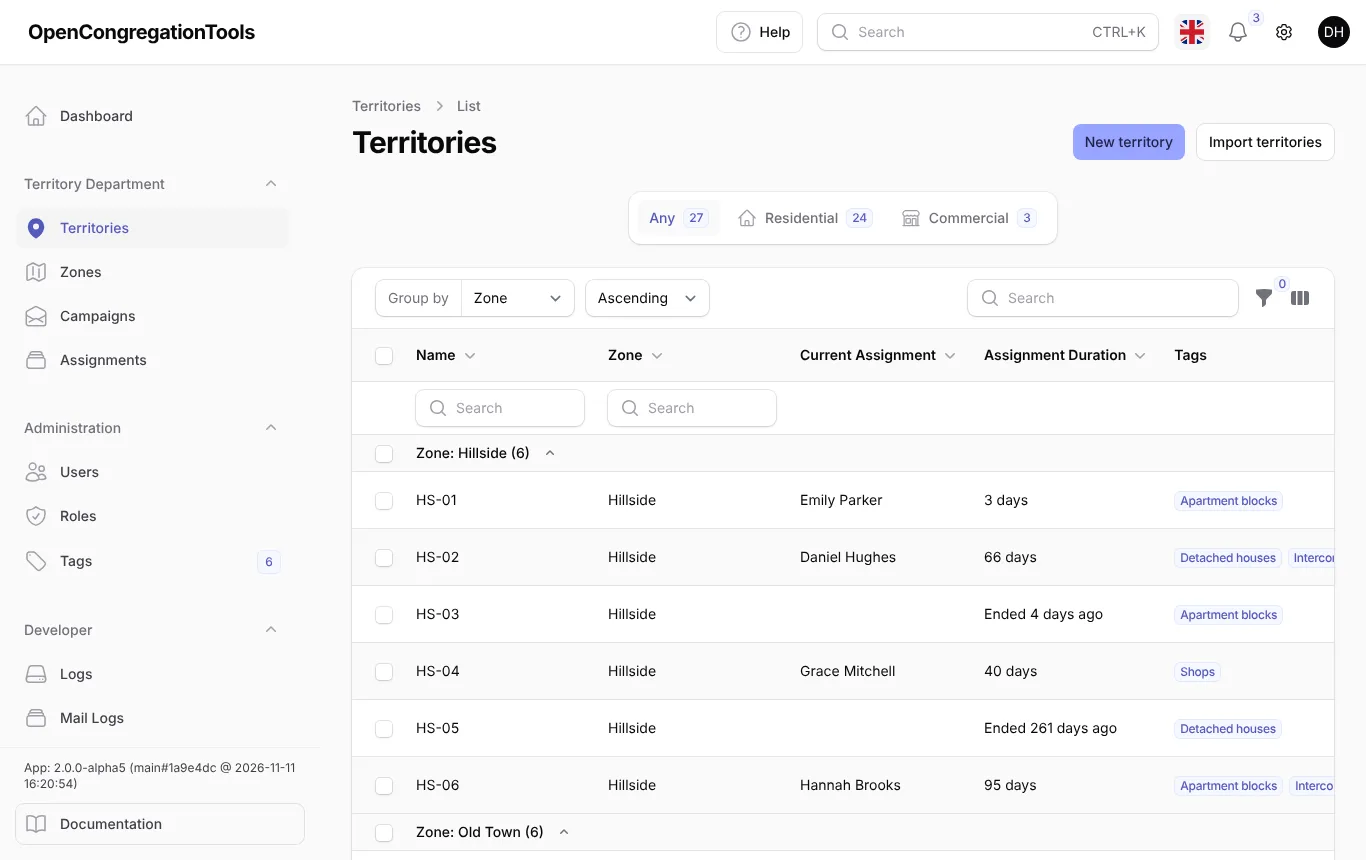 OpenCongregationTools
Help
Search
CTRL+K
3
DH
Dashboard
Territory Department
Territories
Zones
Campaigns
Assignments
Administration
Users
Roles
Tags
6
Developer
Logs
Mail Logs
App: 2.0.0-alpha5 (main#1a9e4dc @ 2026-11-11
16:20:54)
Documentation
Territories > List
Territories
New territory
Import territories
Any 27
Residential 24
Commercial 3
Group by Zone
Ascending
Search
0
Name Zone Current Assignment Assignment Duration Tags
Search Search
Zone: Hillside (6)
HS-01 Hillside Emily Parker 3 days Apartment blocks
HS-02 Hillside Daniel Hughes 66 days Detached houses
HS-03 Hillside Ended 4 days ago Apartment blocks
HS-04 Hillside Grace Mitchell 40 days Shops
HS-05 Hillside Ended 261 days ago Detached houses
HS-06 Hillside Hannah Brooks 95 days Apartment blocks
Zone: Old Town (6)